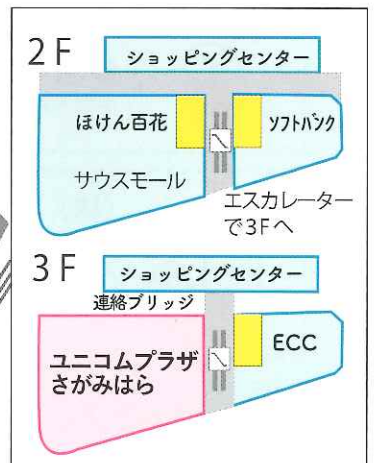 2F
ショッピングセンター
ほけん百花
ソフトバンク
サウスモール
エスカレーター
で3Fへ
3F
ショッピングセンター
連絡ブリッジ
ユニコムプラザ
さがみはら
ECC